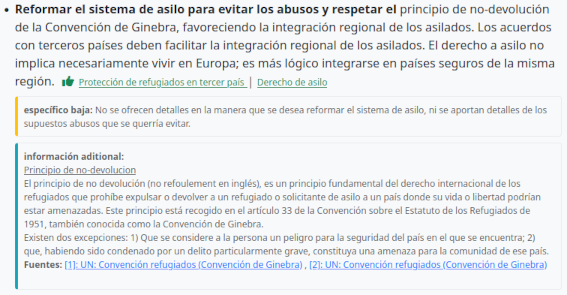 • Reformar el sistema de asilo para evitar los abusos y respetar el principio de no-devolución
de la Convención de Ginebra, favoreciendo la integración regional de los asilados. Los acuerdos
con terceros países deben facilitar la integración regional de los asilados. El derecho a asilo no
implica necesariamente vivir en Europa; es más lógico integrarse en países seguros de la misma
región. Protección de refugiados en tercer país | Derecho de asilo
específico baja: No se ofrecen detalles en la manera que se desea reformar el sistema de asilo, ni se aportan detalles de los
supuestos abusos que se querría evitar.
información aditional:
Principio de no-devolucion
El principio de no devolución (no refoulement en inglés), es un principio fundamental del derecho internacional de los
refugiados que prohíbe expulsar o devolver a un refugiado o solicitante de asilo a un país donde su vida o libertad podrían
estar amenazadas. Este principio está recogido en el artículo 33 de la Convención sobre el Estatuto de los Refugiados de
1951, también conocida como la Convención de Ginebra.
Existen dos excepciones: 1) Que se considere a la persona un peligro para la seguridad del país en el que se encuentra; 2)
que, habiendo sido condenado por un delito particularmente grave, constituya una amenaza para la comunidad de ese país.
Fuentes: [1]: UN: Convención refugiados (Convención de Ginebra) , [2]: UN: Convención refugiados (Convención de Ginebra)